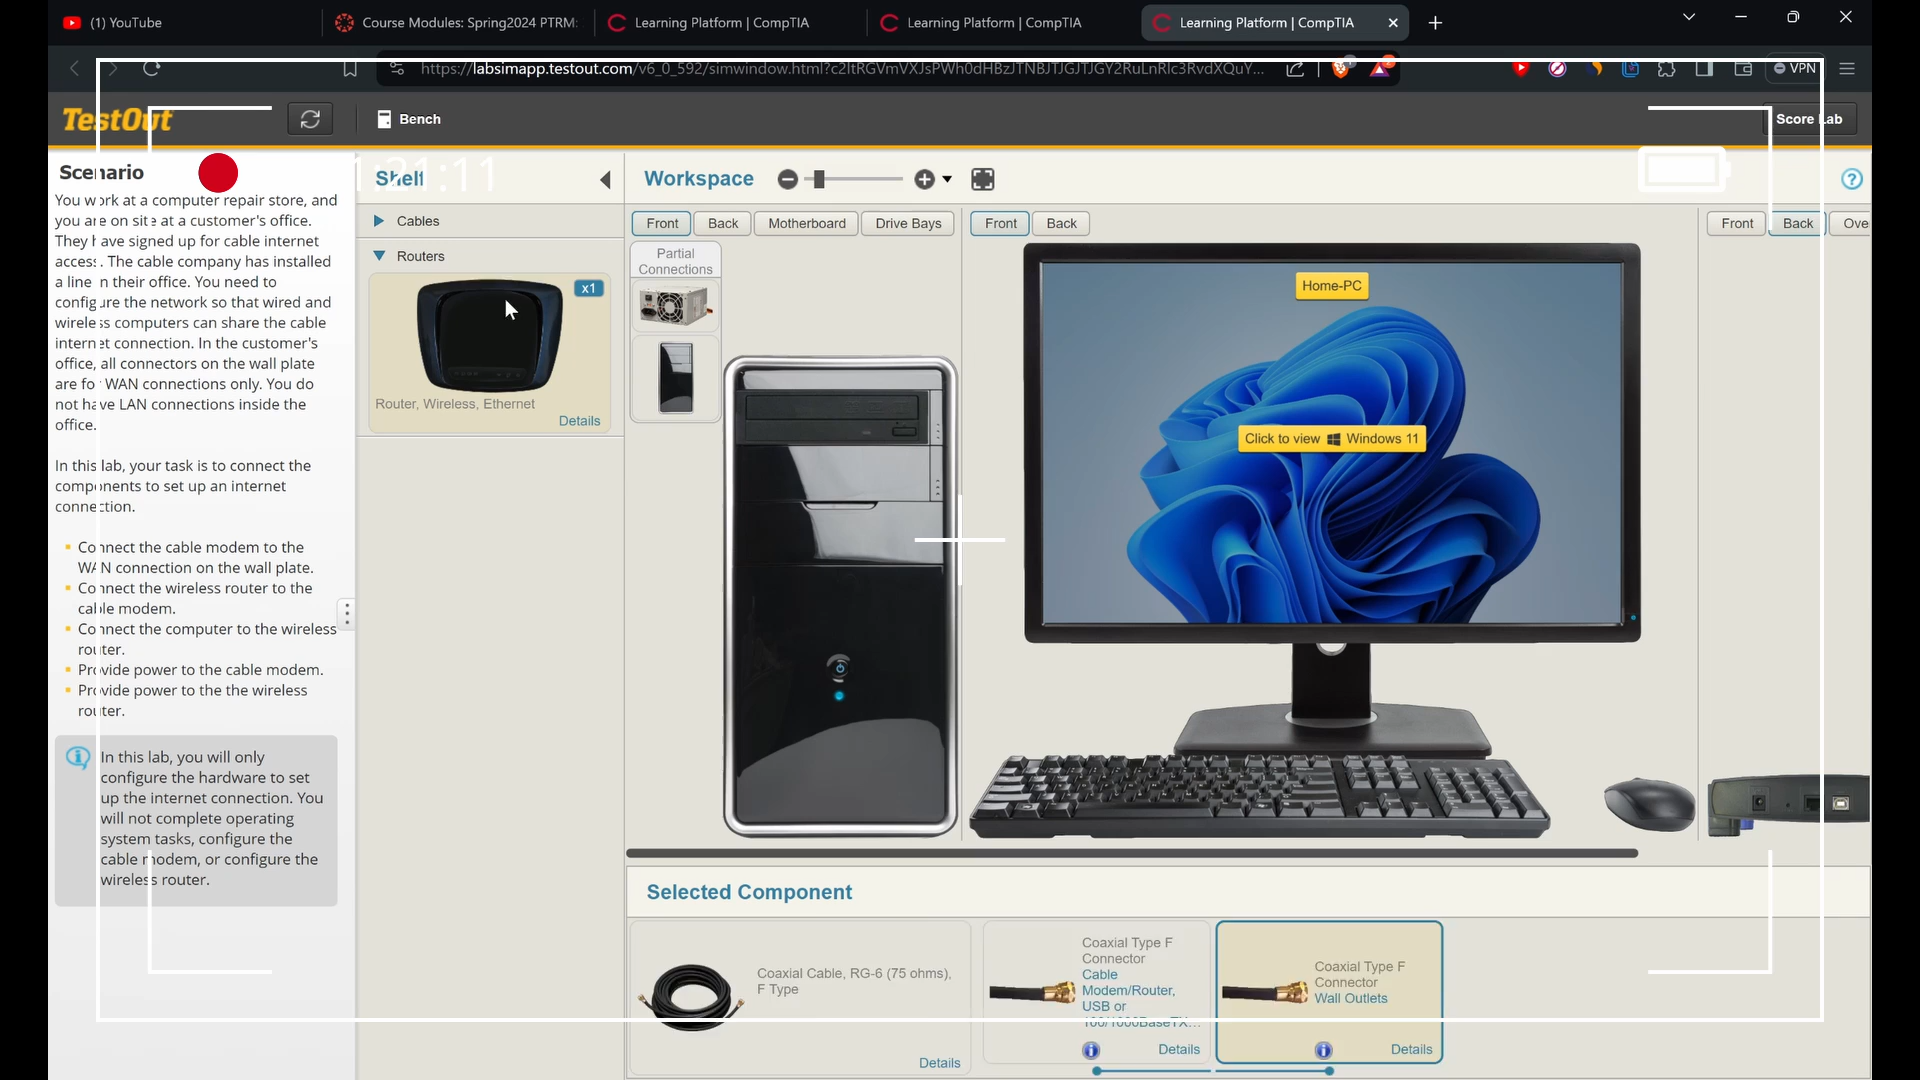 (1) YouTube
Course Modules: Spring2024 PTRM:
Learning Platform | CompTIA
Learning Platform | CompTIA
Learning Platform | CompTIA
https://labsimapp.testout.com/v6_0_592/simwindow.html?c2ltRGVmVXJsPWh0dHBzJTNBJTJGJTJGY2RuLnRlc3RvdXQuY...
VPN
TestOut
Bench
Score Lab
Scenario
You work at a computer repair store, and
you are on site at a customer's office.
They have signed up for cable internet
access. The cable company has installed
a line in their office. You need to
configure the network so that wired and
wireless computers can share the cable
internet connection. In the customer's
office, all connectors on the wall plate
are for WAN connections only. You do
not have LAN connections inside the
office.
In this lab, your task is to connect the
components to set up an internet
connection.
Connect the cable modem to the
WAN connection on the wall plate.
Connect the wireless router to the
cable modem.
Connect the computer to the wireless
router.
Provide power to the cable modem.
Provide power to the the wireless
router.
In this lab, you will only
configure the hardware to set
up the internet connection. You
will not complete operating
system tasks, configure the
cable modem, or configure the
wireless router.
Shelf
1:21:11
Cables
Routers
x1
Router, Wireless, Ethernet
Details
Workspace
Front
Back
Motherboard
Drive Bays
Front
Back
Front
Back
Ove
Partial
Connections
Home-PC
Click to view Windows 11
Selected Component
Coaxial Cable, RG-6 (75 ohms),
F Type
Details
Coaxial Type F
Connector
Cable
Modem/Router,
USB or
100/1000BaseTX...
Details
Coaxial Type F
Connector
Wall Outlets
Details